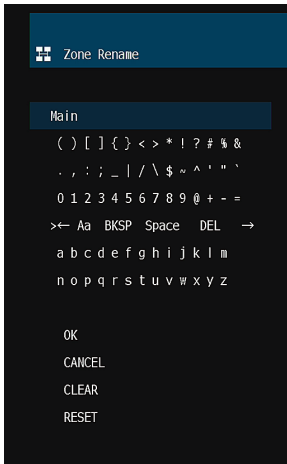 Zone Rename
Main
( ) [ ] { } < > * ! ? # % &
. , : ; _ | / \ $ ~ ^ ' " `
0 1 2 3 4 5 6 7 8 9 @ + - =
>← Aa BKSP Space DEL →
a b c d e f g h i j k l m
n o p q r s t u v w x y z
OK
CANCEL
CLEAR
RESET